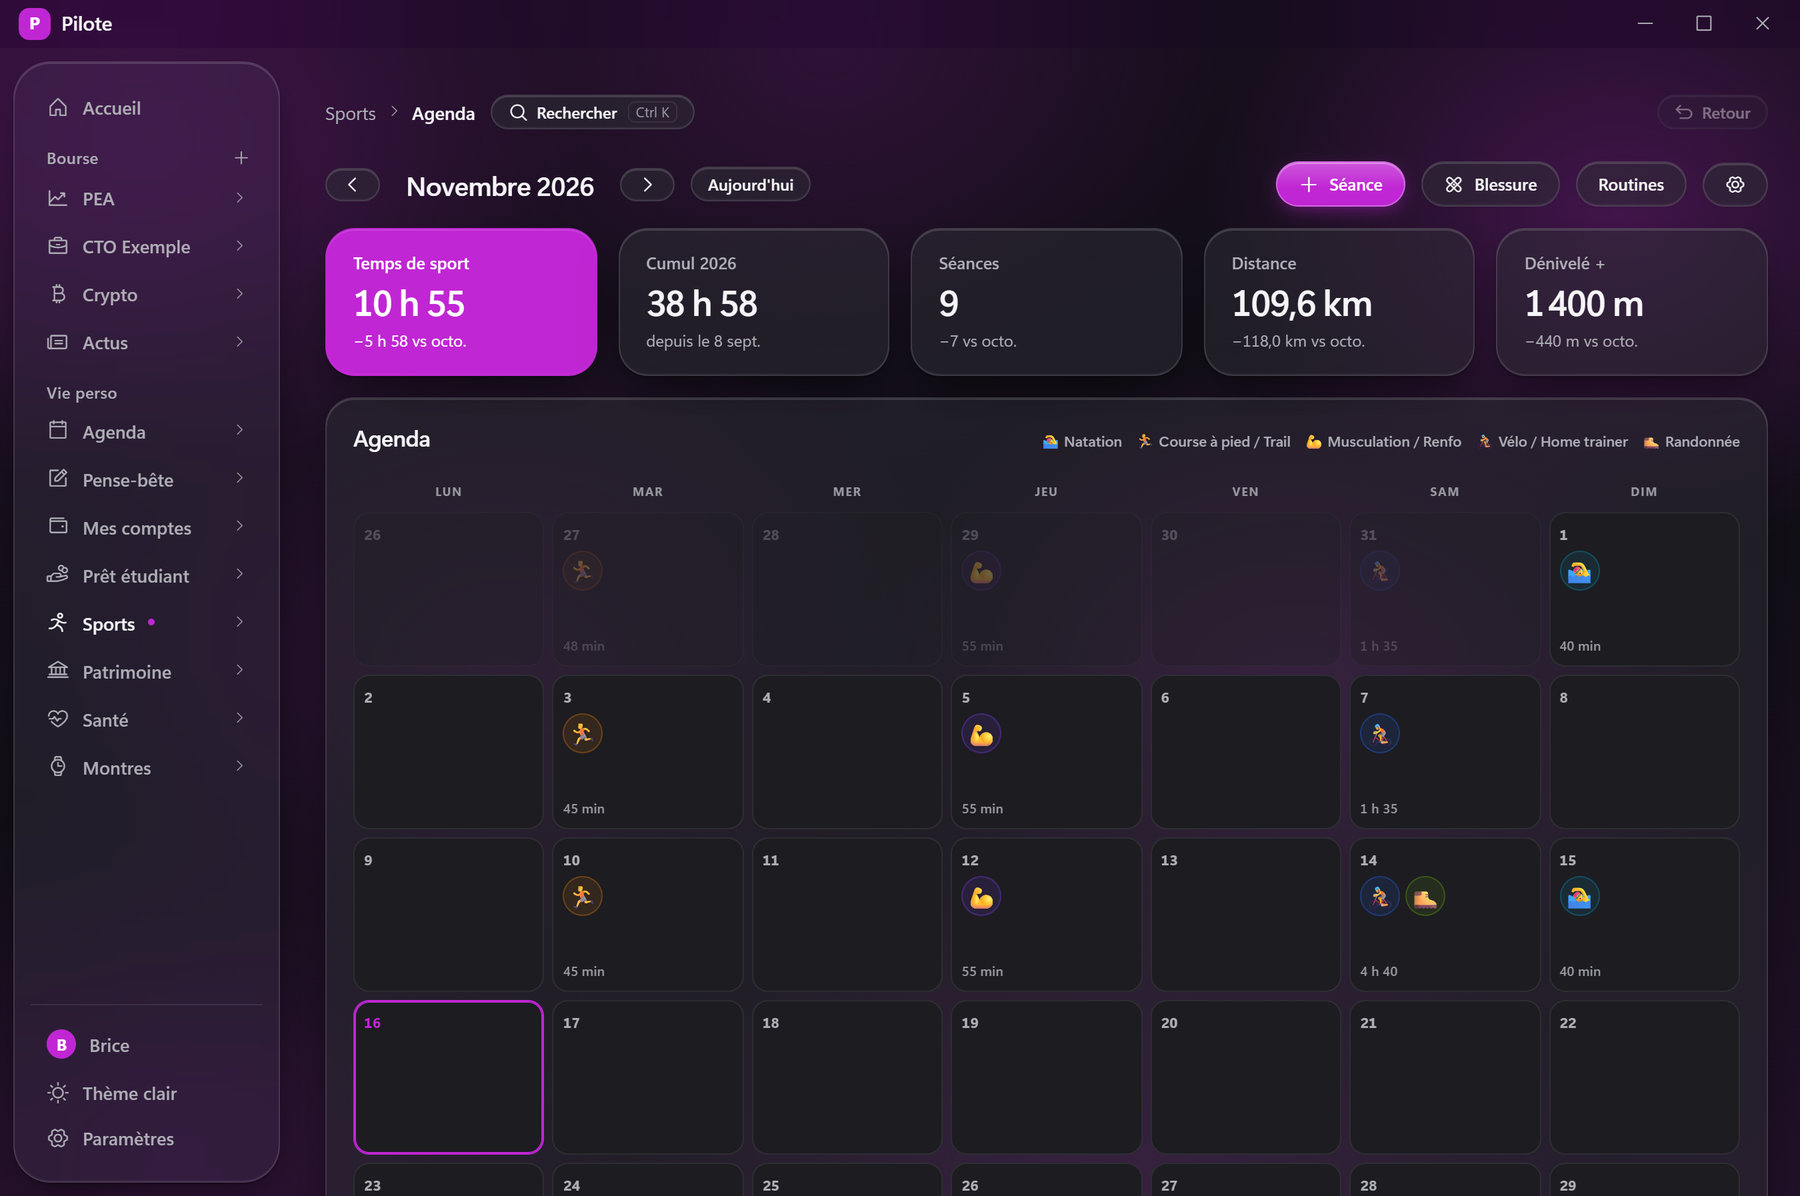 P Pilote
Accueil
Bourse
PEA
CTO Exemple
Crypto
Actus
Vie perso
Agenda
Pense-bête
Mes comptes
Prêt étudiant
Sports
Patrimoine
Santé
Montres
B Brice
Thème clair
Paramètres
Sports Agenda Rechercher Ctrl K Retour
Novembre 2026 Aujourd'hui Séance Blessure Routines
Temps de sport
10 h 55
−5 h 58 vs octo.
Cumul 2026
38 h 58
depuis le 8 sept.
Séances
9
−7 vs octo.
Distance
109,6 km
−118,0 km vs octo.
Dénivelé +
1 400 m
−440 m vs octo.
Agenda Natation Course à pied / Trail Musculation / Renfo Vélo / Home trainer Randonnée
LUN MAR MER JEU VEN SAM DIM
26 27 28 29 30 31 1
48 min 55 min 1 h 35 40 min
2 3 4 5 6 7 8
45 min 55 min 1 h 35
9 10 11 12 13 14 15
45 min 55 min 4 h 40 40 min
16 17 18 19 20 21 22
23 24 25 26 27 28 29